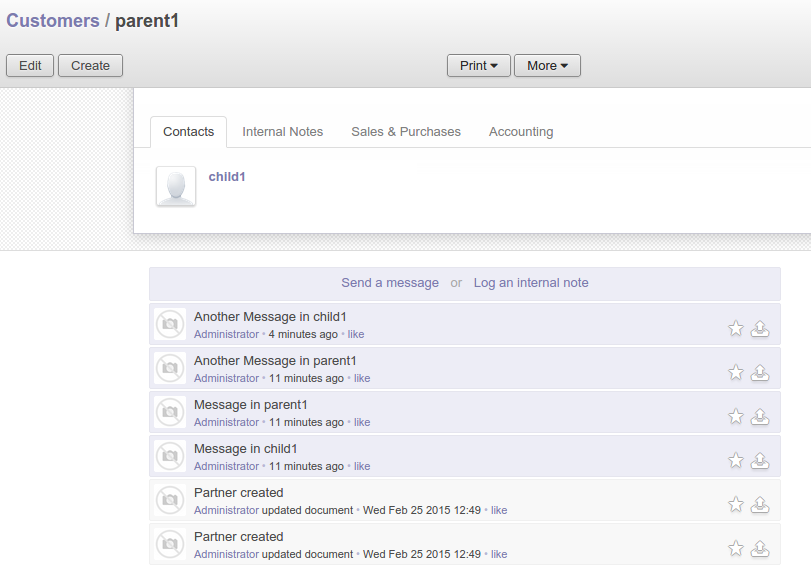 Customers / parent1
Edit Create Print More
Contacts Internal Notes Sales & Purchases Accounting
child1
Send a message or Log an internal note
Another Message in child1
Administrator • 4 minutes ago • like
Another Message in parent1
Administrator • 11 minutes ago • like
Message in parent1
Administrator • 11 minutes ago • like
Message in child1
Administrator • 11 minutes ago • like
Partner created
Administrator updated document • Wed Feb 25 2015 12:49 • like
Partner created
Administrator updated document • Wed Feb 25 2015 12:49 • like